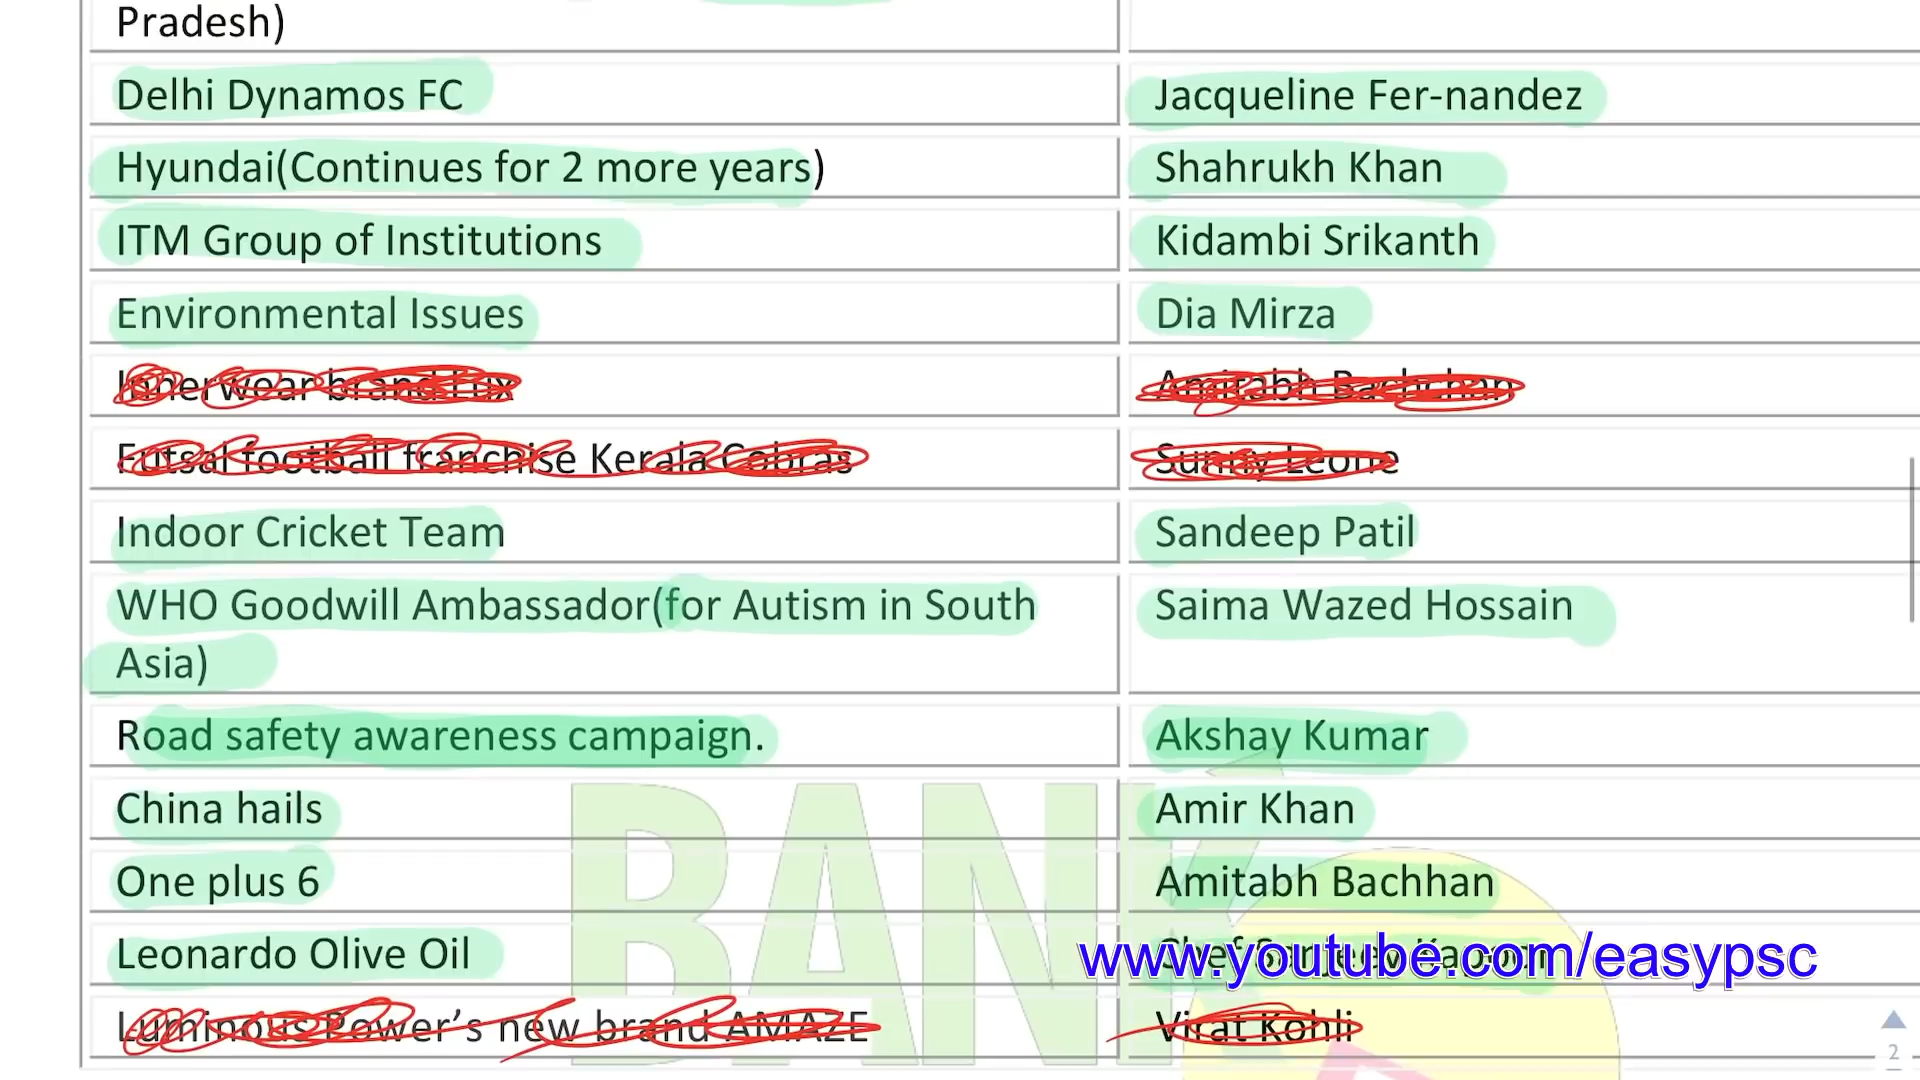 Pradesh)
Delhi Dynamos FC Jacqueline Fer-nandez
Hyundai(Continues for 2 more years) Shahrukh Khan
ITM Group of Institutions Kidambi Srikanth
Environmental Issues Dia Mirza
Innerwear brand Lux Amitabh Bachchan
Futsal football franchise Kerala Cobras Sunny Leone
Indoor Cricket Team Sandeep Patil
WHO Goodwill Ambassador(for Autism in South Saima Wazed Hossain
Asia)
Road safety awareness campaign. Akshay Kumar
China hails Amir Khan
One plus 6 Amitabh Bachhan
Leonardo Olive Oil Chef Sanjeev Kapoor
www.youtube.com/easypsc
Luminous Power’s new brand AMAZE Virat Kohli
BANK
2